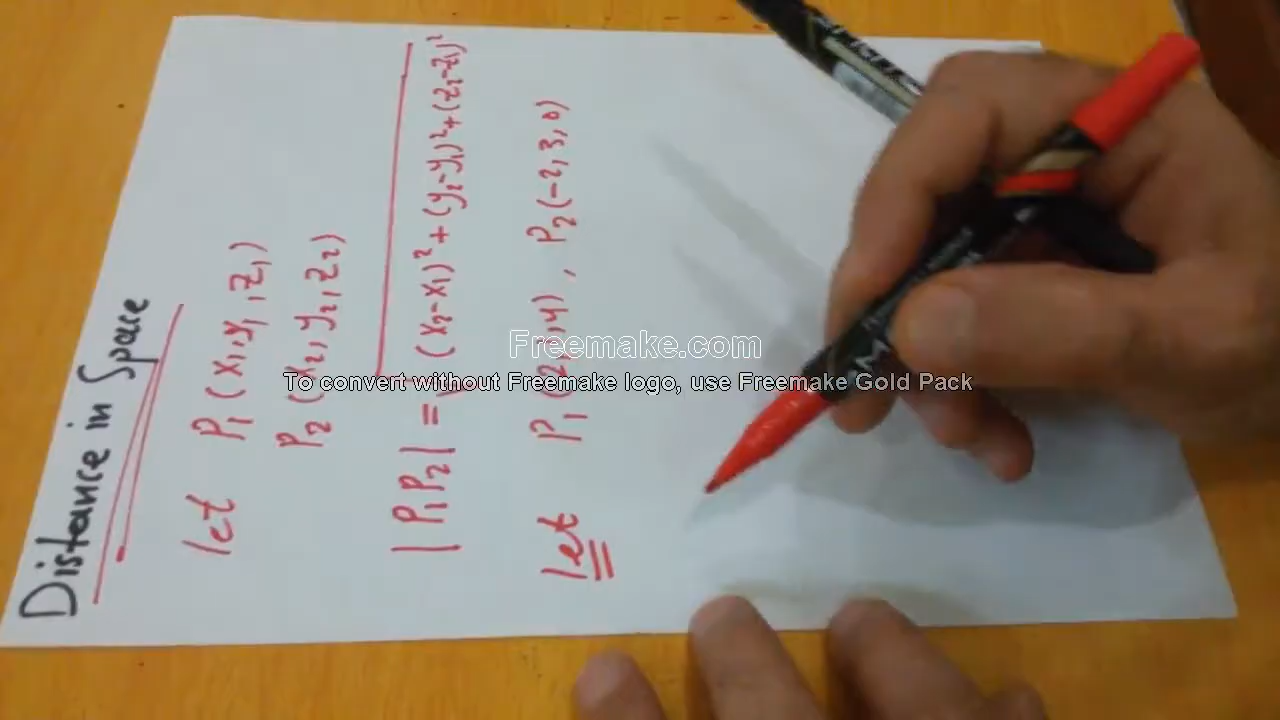 Distance in Space
let P₁ (x₁, y₁, z₁)
P₂ (x₂, y₂, z₂)
|P₁P₂| = √(x₂-x₁)²+(y₂-y₁)²+(z₂-z₁)²
let P₁(2, ,4), P₂(-2,3,0)
Freemake.com
To convert without Freemake logo, use Freemake Gold Pack